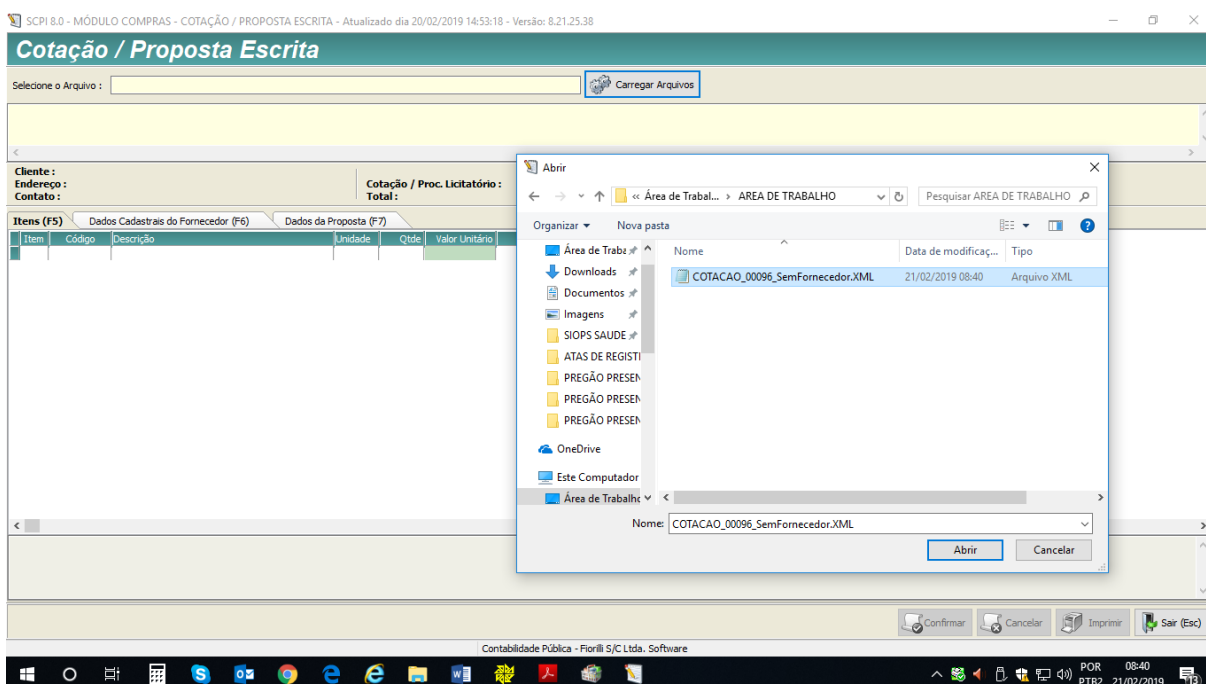 SCPI 8.0 - MÓDULO COMPRAS - COTAÇÃO / PROPOSTA ESCRITA - Atualizado dia 20/02/2019 14:53:18 - Versão: 8.21.25.38
Cotação / Proposta Escrita
Selecione o Arquivo : Carregar Arquivos
Cliente :
Endereço : Cotação / Proc. Licitatório :
Contato : Total :
Itens (F5) Dados Cadastrais do Fornecedor (F6) Dados da Proposta (F7)
Item Código Descrição Unidade Qtde Valor Unitário
Abrir
« Área de Trabal... › AREA DE TRABALHO Pesquisar AREA DE TRABALHO
Organizar Nova pasta
Nome Data de modificaç... Tipo
COTACAO_00096_SemFornecedor.XML 21/02/2019 08:40 Arquivo XML
Área de Traba
Downloads
Documentos
Imagens
SIOPS SAUDE
ATAS DE REGISTI
PREGÃO PRESEN
PREGÃO PRESEN
PREGÃO PRESEN
OneDrive
Este Computador
Área de Trabalho
Nome: COTACAO_00096_SemFornecedor.XML
Abrir Cancelar
Confirmar Cancelar Imprimir Sair (Esc)
Contabilidade Pública - Fiorilli S/C Ltda. Software
POR 08:40
PTB2 21/02/2019
13